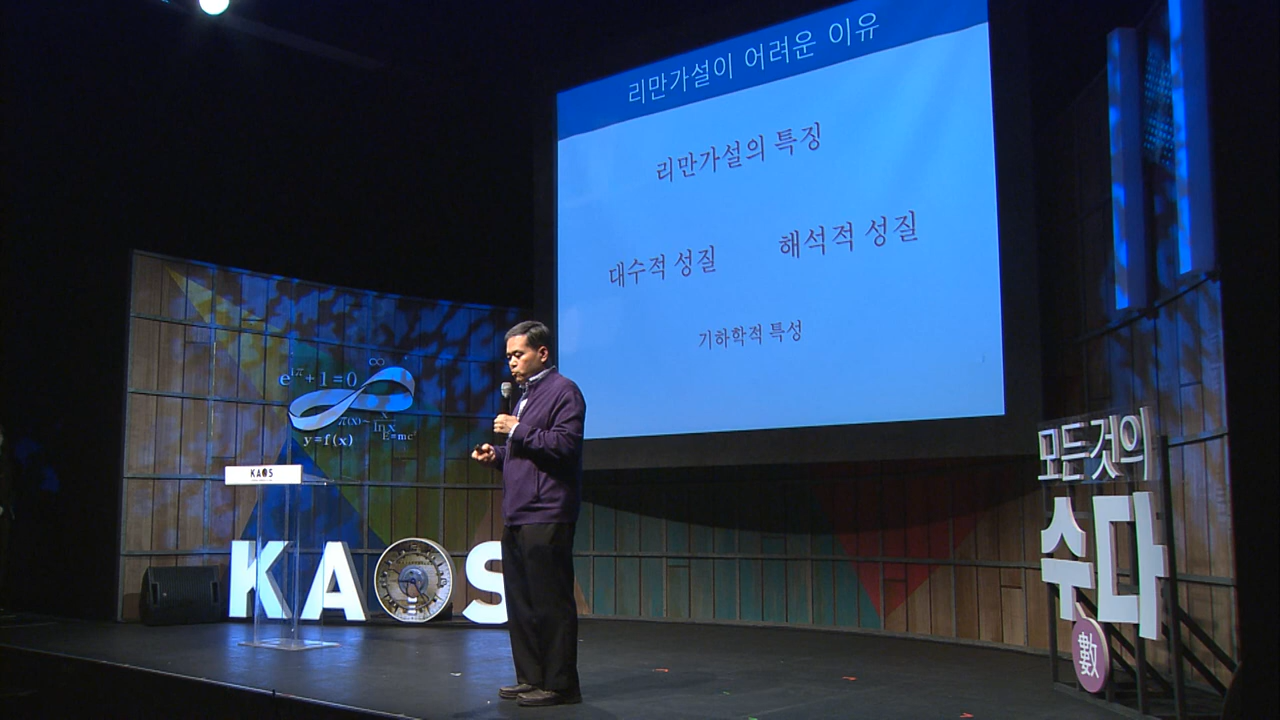 리만가설이 어려운 이유
리만가설의 특징
대수적 성질 해석적 성질
기하학적 특성
∞
e^{iπ}+1=0
π(x)~x/ln x
E=mc²
y=f(x)
KAOS
KAOS
모든것의
수다
數